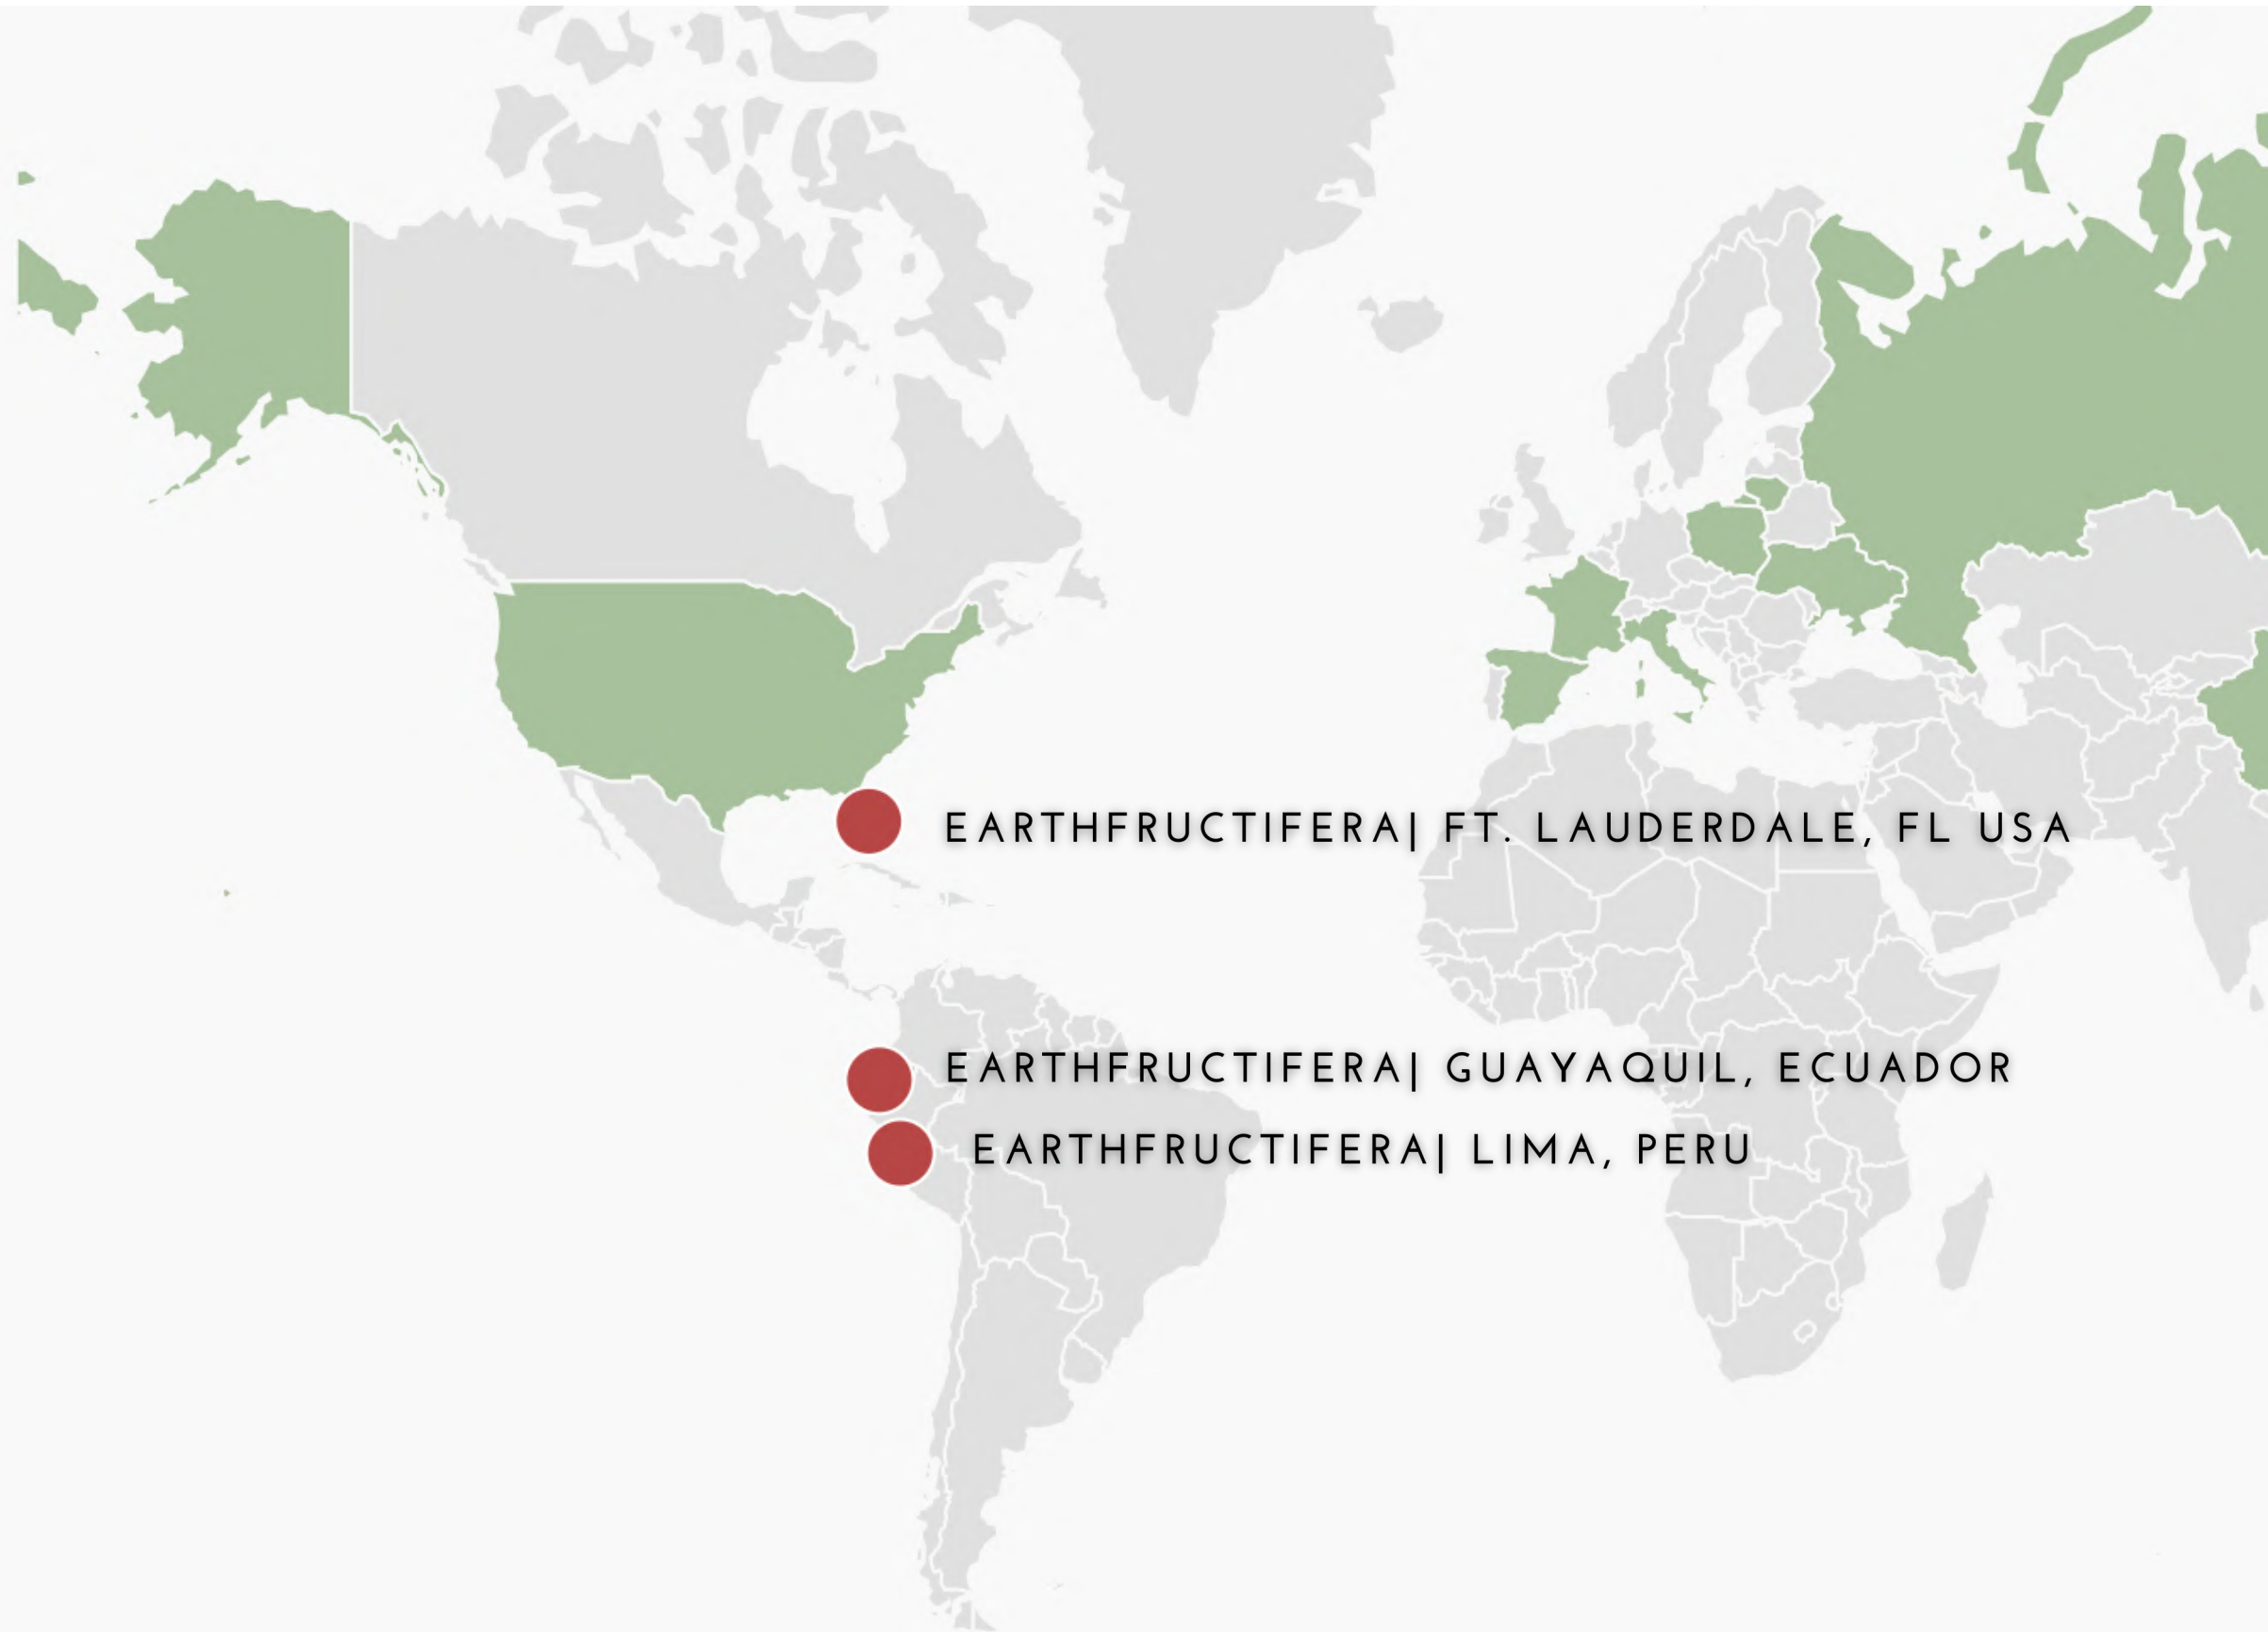 EARTHFRUCTIFERA| FT. LAUDERDALE, FL USA
EARTHFRUCTIFERA| GUAYAQUIL, ECUADOR
EARTHFRUCTIFERA| LIMA, PERU